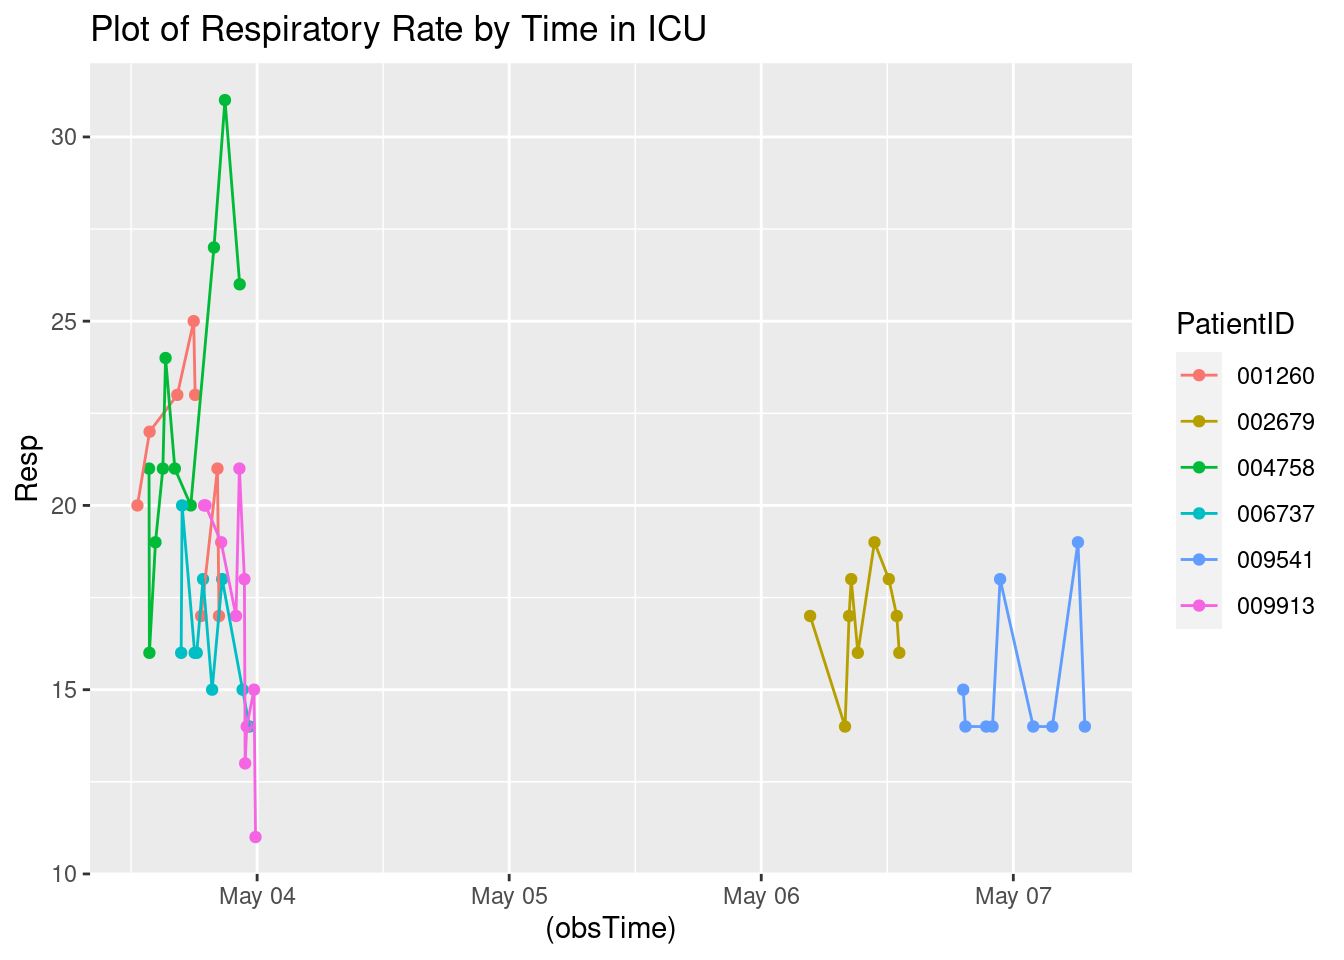 Plot of Respiratory Rate by Time in ICU
Resp
30
25
20
15
10
May 04
May 05
May 06
May 07
(obsTime)
PatientID
001260
002679
004758
006737
009541
009913